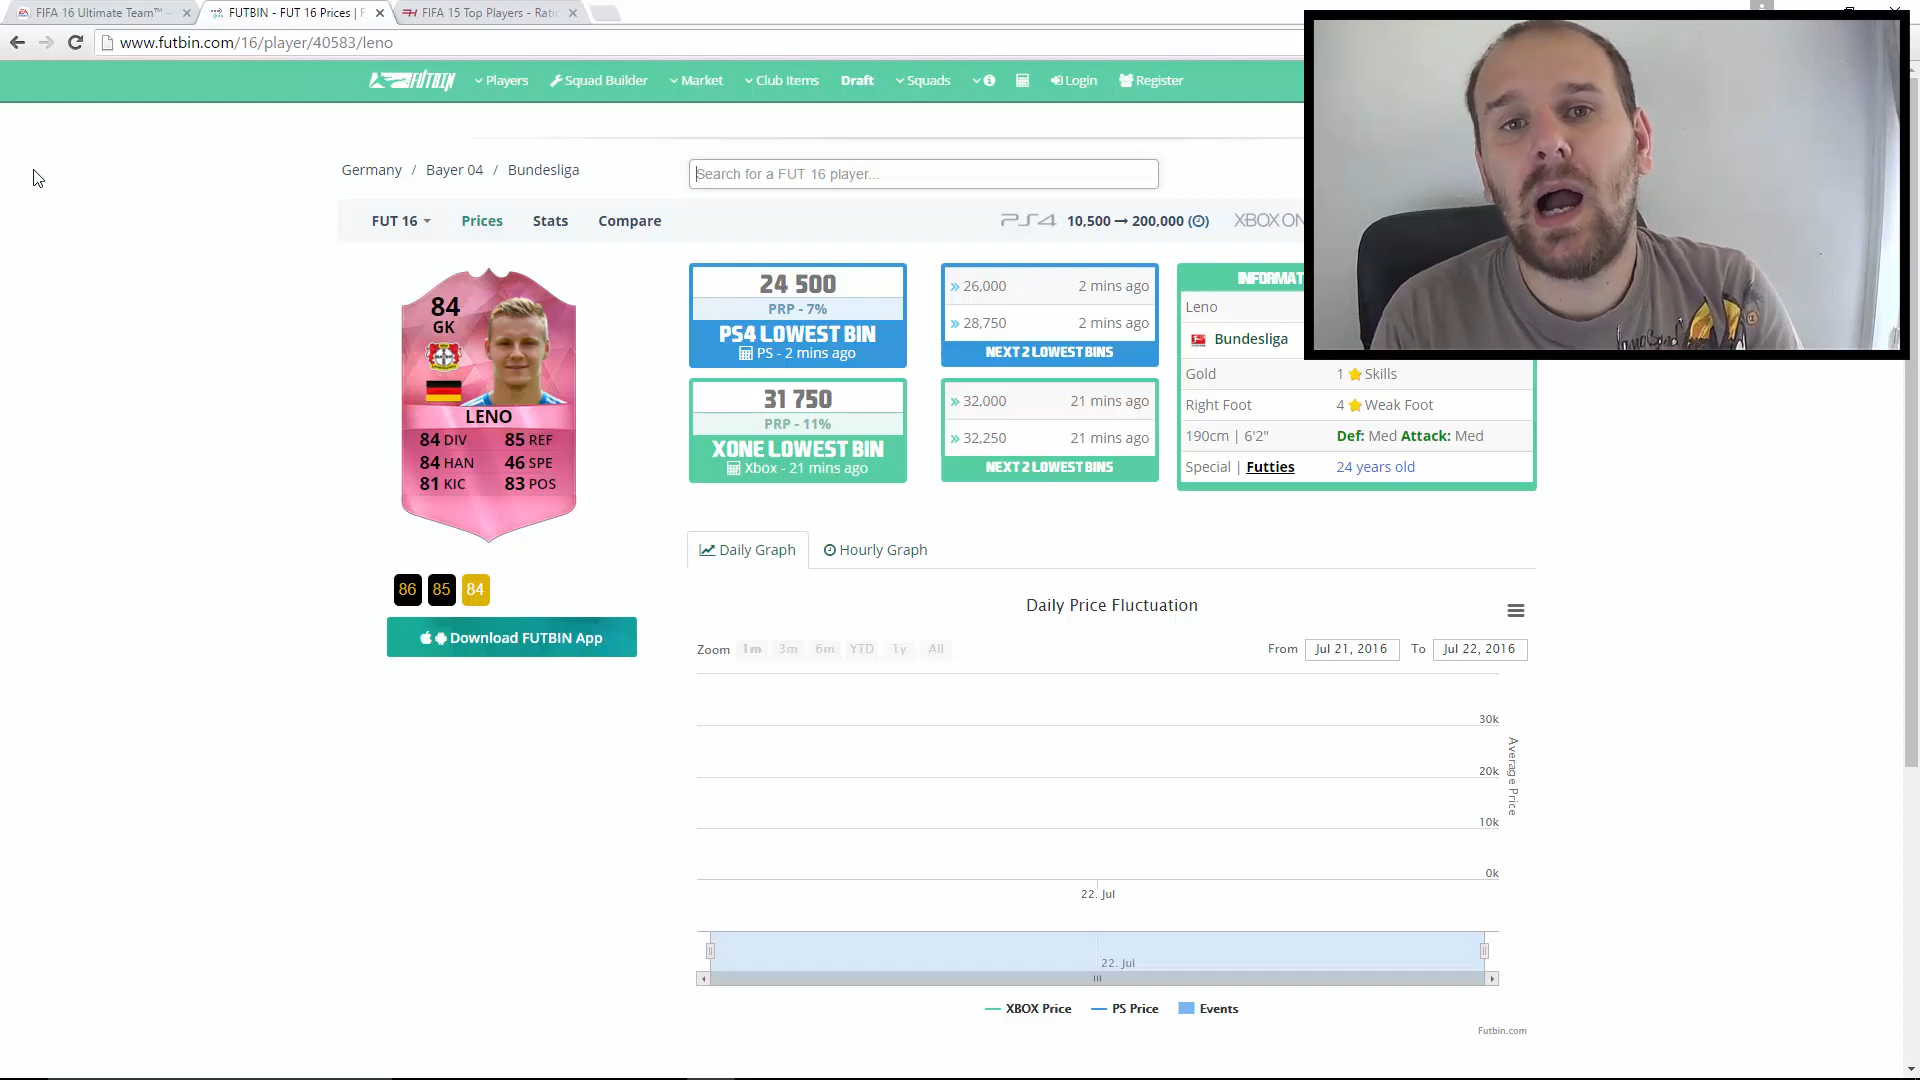 FIFA 16 Ultimate Team™ -
FUTBIN - FUT 16 Prices | F
FIFA 15 Top Players - Rati
www.futbin.com/16/player/40583/leno
FUTBIN
Players
Squad Builder
Market
Club Items
Draft
Squads
Login
Register
Germany / Bayer 04 / Bundesliga
Search for a FUT 16 player...
FUT 16
Prices
Stats
Compare
PS4 10,500 → 200,000
XBOX ON
84
GK
LENO
84 DIV 85 REF
84 HAN 46 SPE
81 KIC 83 POS
86 85 84
Download FUTBIN App
24 500
PRP - 7%
PS4 LOWEST BIN
PS - 2 mins ago
» 26,000 2 mins ago
» 28,750 2 mins ago
NEXT 2 LOWEST BINS
31 750
PRP - 11%
XONE LOWEST BIN
Xbox - 21 mins ago
» 32,000 21 mins ago
» 32,250 21 mins ago
NEXT 2 LOWEST BINS
INFORMAT
Leno
Bundesliga
Gold 1 Skills
Right Foot 4 Weak Foot
190cm | 6'2" Def: Med Attack: Med
Special | Futties 24 years old
Daily Graph
Hourly Graph
Daily Price Fluctuation
Zoom 1m 3m 6m YTD 1y All
From Jul 21, 2016 To Jul 22, 2016
30k
20k
10k
0k
Average Price
22. Jul
22. Jul
XBOX Price PS Price Events
Futbin.com